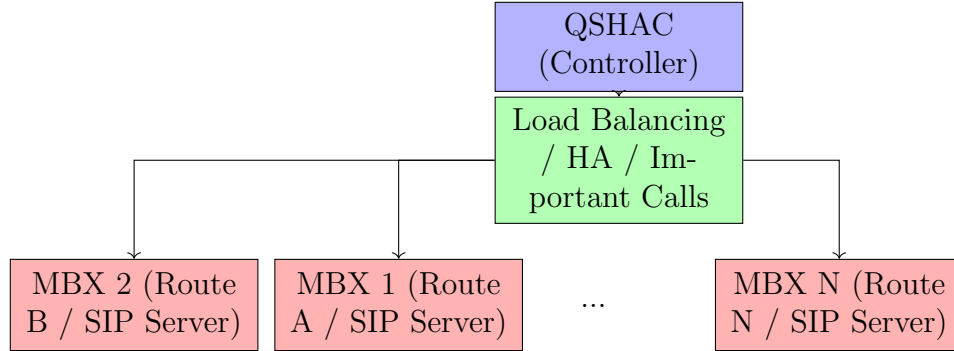 QSHAC
(Controller)
Load Balancing
/ HA / Im-
portant Calls
MBX 2 (Route
B / SIP Server)
MBX 1 (Route
A / SIP Server)
...
MBX N (Route
N / SIP Server)